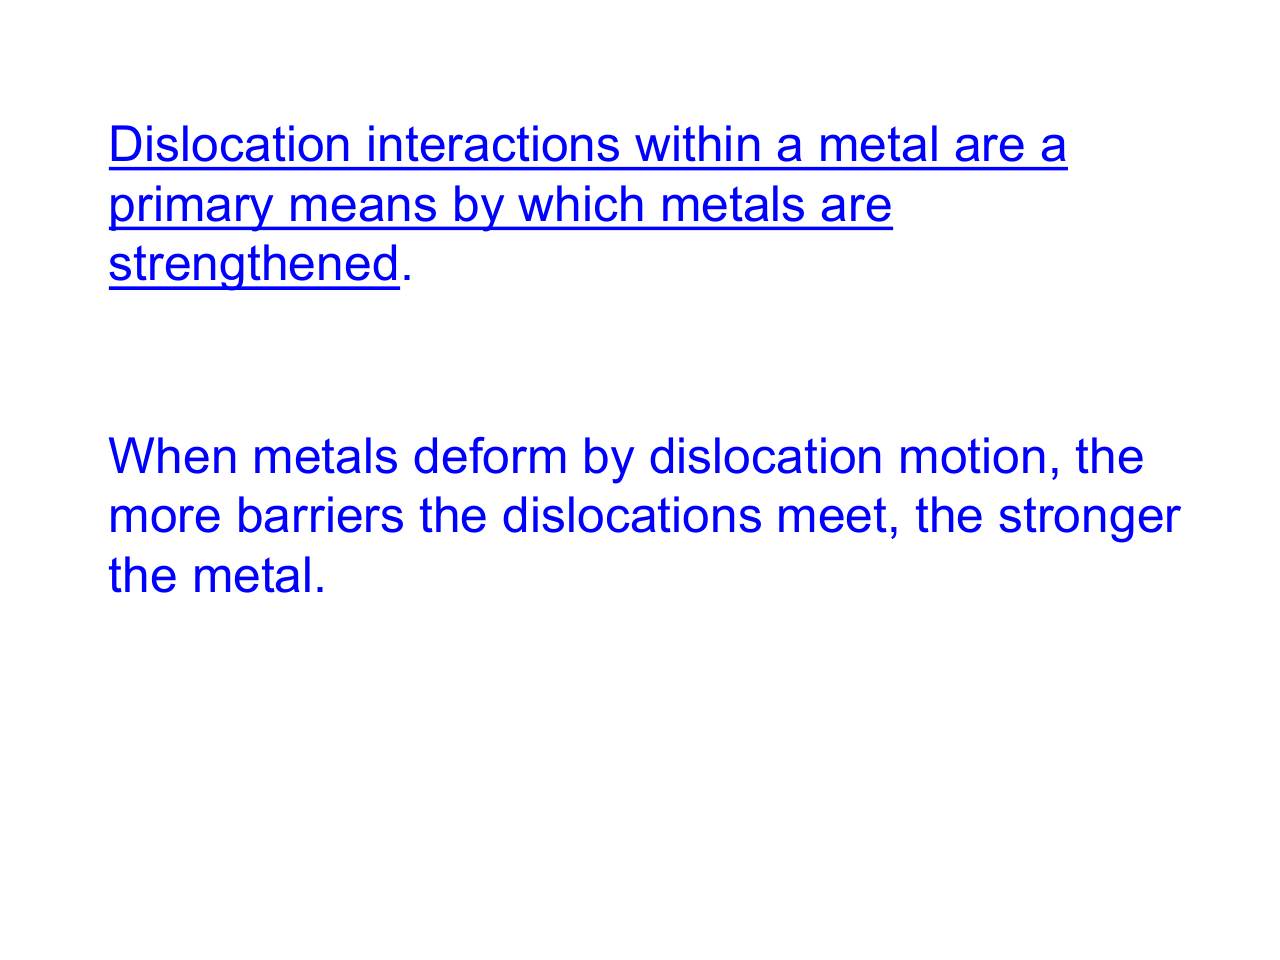 Dislocation interactions within a metal are a
primary means by which metals are
strengthened.
When metals deform by dislocation motion, the
more barriers the dislocations meet, the stronger
the metal.